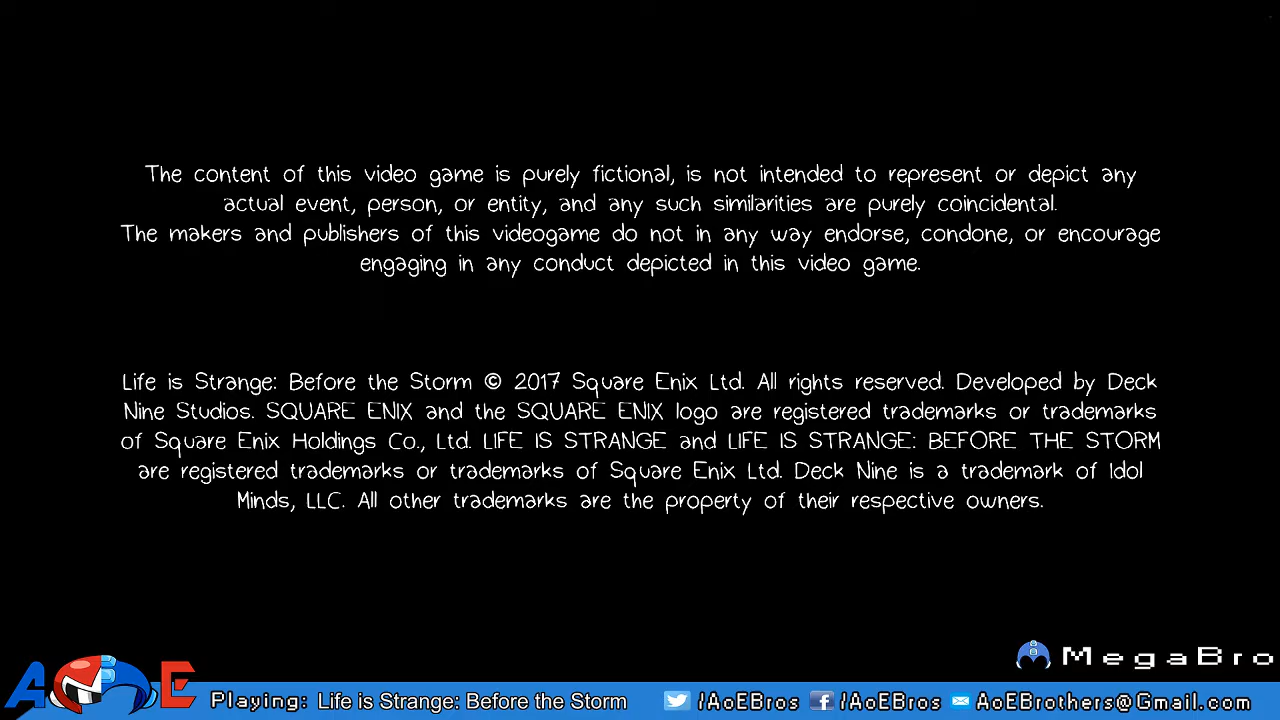 The content of this video game is purely fictional, is not intended to represent or depict any
actual event, person, or entity, and any such similarities are purely coincidental.
The makers and publishers of this videogame do not in any way endorse, condone, or encourage
engaging in any conduct depicted in this video game.
Life is Strange: Before the Storm © 2017 Square Enix Ltd. All rights reserved. Developed by Deck
Nine Studios. SQUARE ENIX and the SQUARE ENIX logo are registered trademarks or trademarks
of Square Enix Holdings Co., Ltd. LIFE IS STRANGE and LIFE IS STRANGE: BEFORE THE STORM
are registered trademarks or trademarks of Square Enix Ltd. Deck Nine is a trademark of Idol
Minds, LLC. All other trademarks are the property of their respective owners.
MegaBro
AOE
Playing: Life is Strange: Before the Storm /AoEBros /AoEBros AoEBrothers@Gmail.com